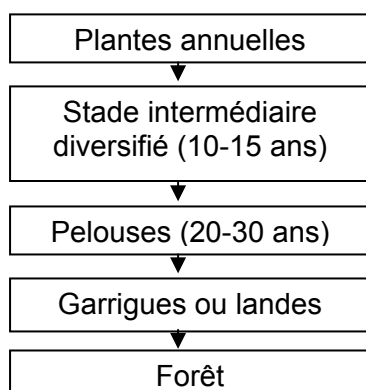 Plantes annuelles
Stade intermédiaire
diversifié (10-15 ans)
Pelouses (20-30 ans)
Garrigues ou landes
Forêt